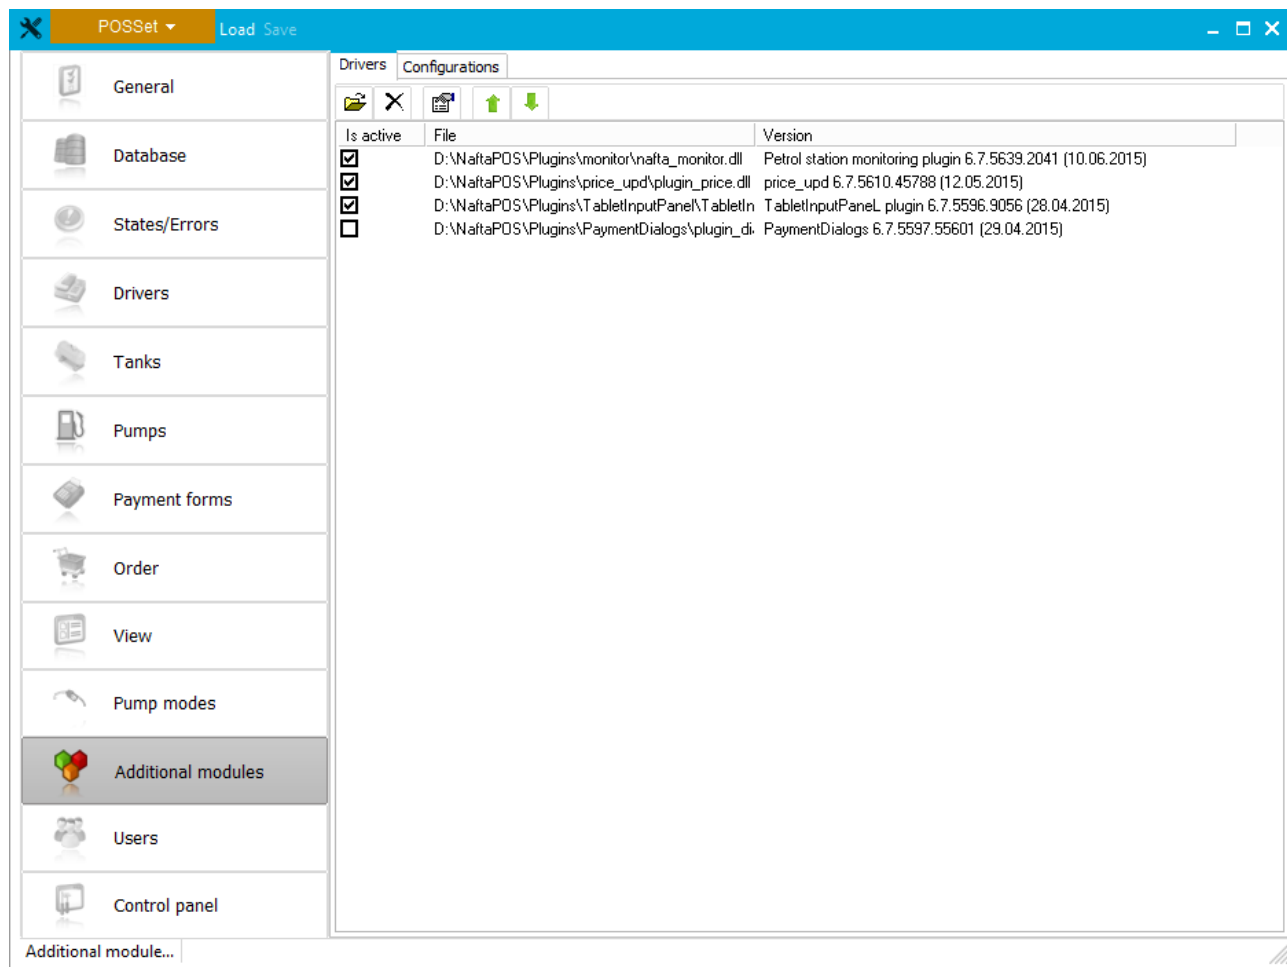 POSSet Load Save
General
Database
States/Errors
Drivers
Tanks
Pumps
Payment forms
Order
View
Pump modes
Additional modules
Users
Control panel
Drivers Configurations
Is active File Version
D:\NaftaPOS\Plugins\monitor\nafta_monitor.dll Petrol station monitoring plugin 6.7.5639.2041 (10.06.2015)
D:\NaftaPOS\Plugins\price_upd\plugin_price.dll price_upd 6.7.5610.45788 (12.05.2015)
D:\NaftaPOS\Plugins\TabletInputPanel\TabletIn TabletInputPaneL plugin 6.7.5596.9056 (28.04.2015)
D:\NaftaPOS\Plugins\PaymentDialogs\plugin_di PaymentDialogs 6.7.5597.55601 (29.04.2015)
Additional module...